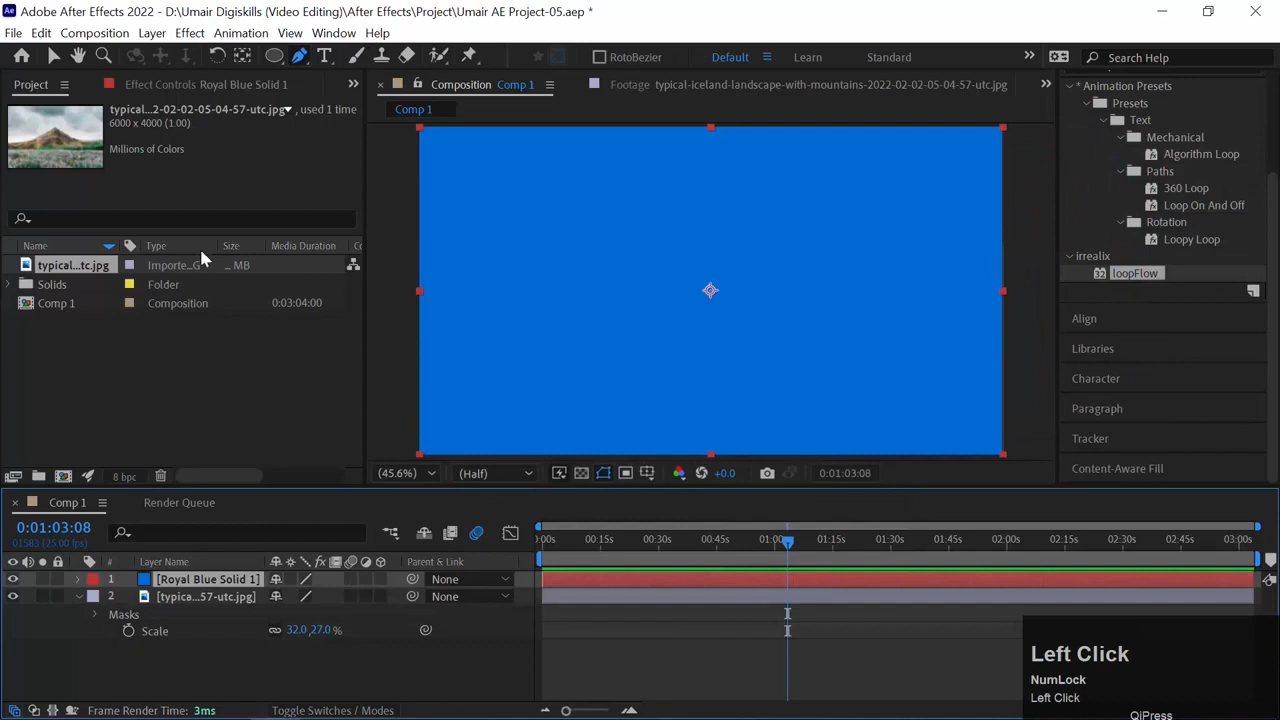 Adobe After Effects 2022 - D:\Umair Digiskills (Video Editing)\After Effects\Project\Umair AE Project-05.aep *
File Edit Composition Layer Effect Animation View Window Help
RotoBezier Default Learn Standard Search Help
Project Effect Controls Royal Blue Solid 1 Composition Comp 1 Footage typical-iceland-landscape-with-mountains-2022-02-02-05-04-57-utc.jpg
Comp 1
typical...2-02-02-05-04-57-utc.jpg , used 1 time
6000 x 4000 (1.00)
Millions of Colors
* Animation Presets
Presets
Text
Mechanical
Algorithm Loop
Paths
360 Loop
Loop On And Off
Rotation
Loopy Loop
irrealix
32 loopFlow
Align
Libraries
Character
Paragraph
Tracker
Content-Aware Fill
Name Type Size Media Duration
typical...tc.jpg Importe...G ... MB
Solids Folder
Comp 1 Composition 0:03:04:00
8 bpc
(45.6%) (Half) +0.0 0:01:03:08
Comp 1 Render Queue
0:01:03:08
01583 (25.00 fps)
:00s 00:15s 00:30s 00:45s 01:00s 01:15s 01:30s 01:45s 02:00s 02:15s 02:30s 02:45s 03:00s
# Layer Name fx Parent & Link
1 [Royal Blue Solid 1] None
2 [typica...57-utc.jpg] None
Masks
Scale 32.0,27.0 %
Frame Render Time: 3ms Toggle Switches / Modes
Left Click
NumLock
Left Click
QiPress